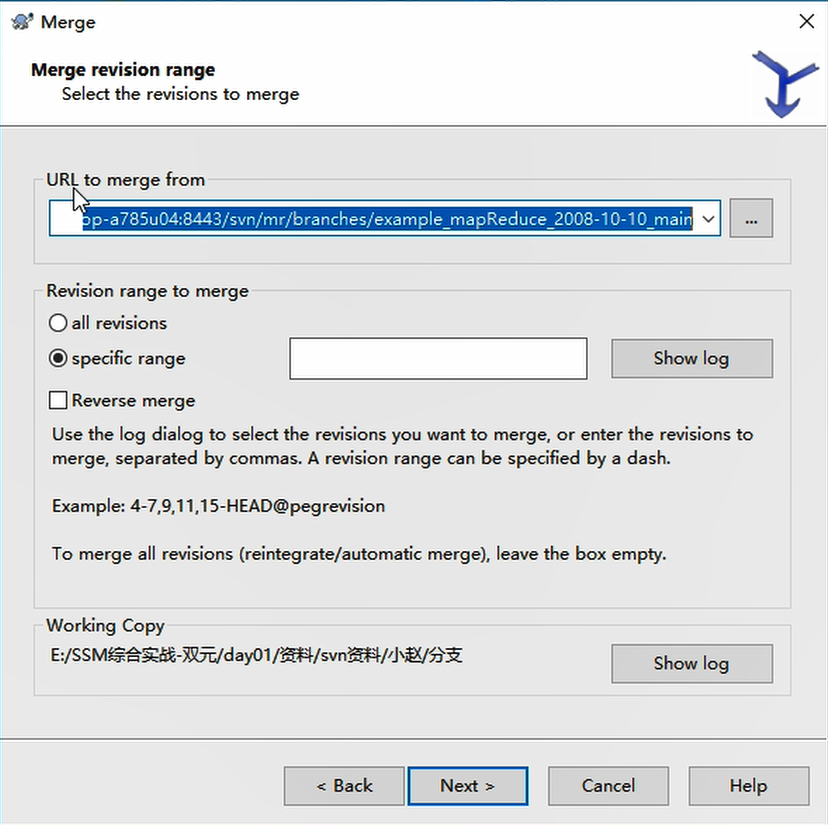 Merge
Merge revision range
Select the revisions to merge
URL to merge from
op-a785u04:8443/svn/mr/branches/example_mapReduce_2008-10-10_main
...
Revision range to merge
all revisions
specific range
Show log
Reverse merge
Use the log dialog to select the revisions you want to merge, or enter the revisions to
merge, separated by commas. A revision range can be specified by a dash.
Example: 4-7,9,11,15-HEAD@pegrevision
To merge all revisions (reintegrate/automatic merge), leave the box empty.
Working Copy
E:/SSM综合实战-双元/day01/资料/svn资料/小赵/分支
Show log
< Back
Next >
Cancel
Help